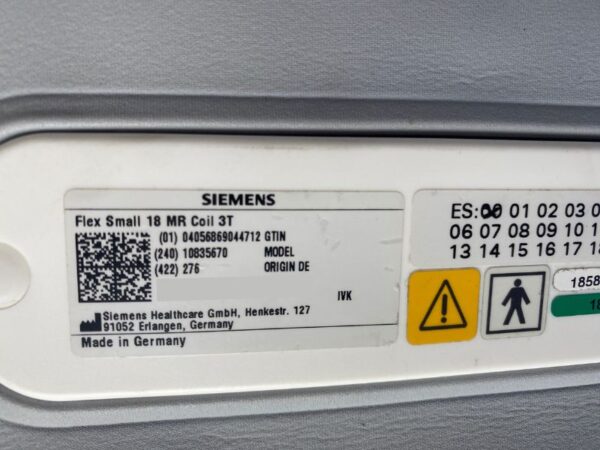 SIEMENS
Flex Small 18 MR Coil 3T
(01) 04056869044712 GTIN
(240) 10835670 MODEL
(422) 276 ORIGIN DE
IVK
Siemens Healthcare GmbH, Henkestr. 127
91052 Erlangen, Germany
Made in Germany
ES: 00 01 02 03 0
06 07 08 09 10 1
13 14 15 16 17 18
1858
18